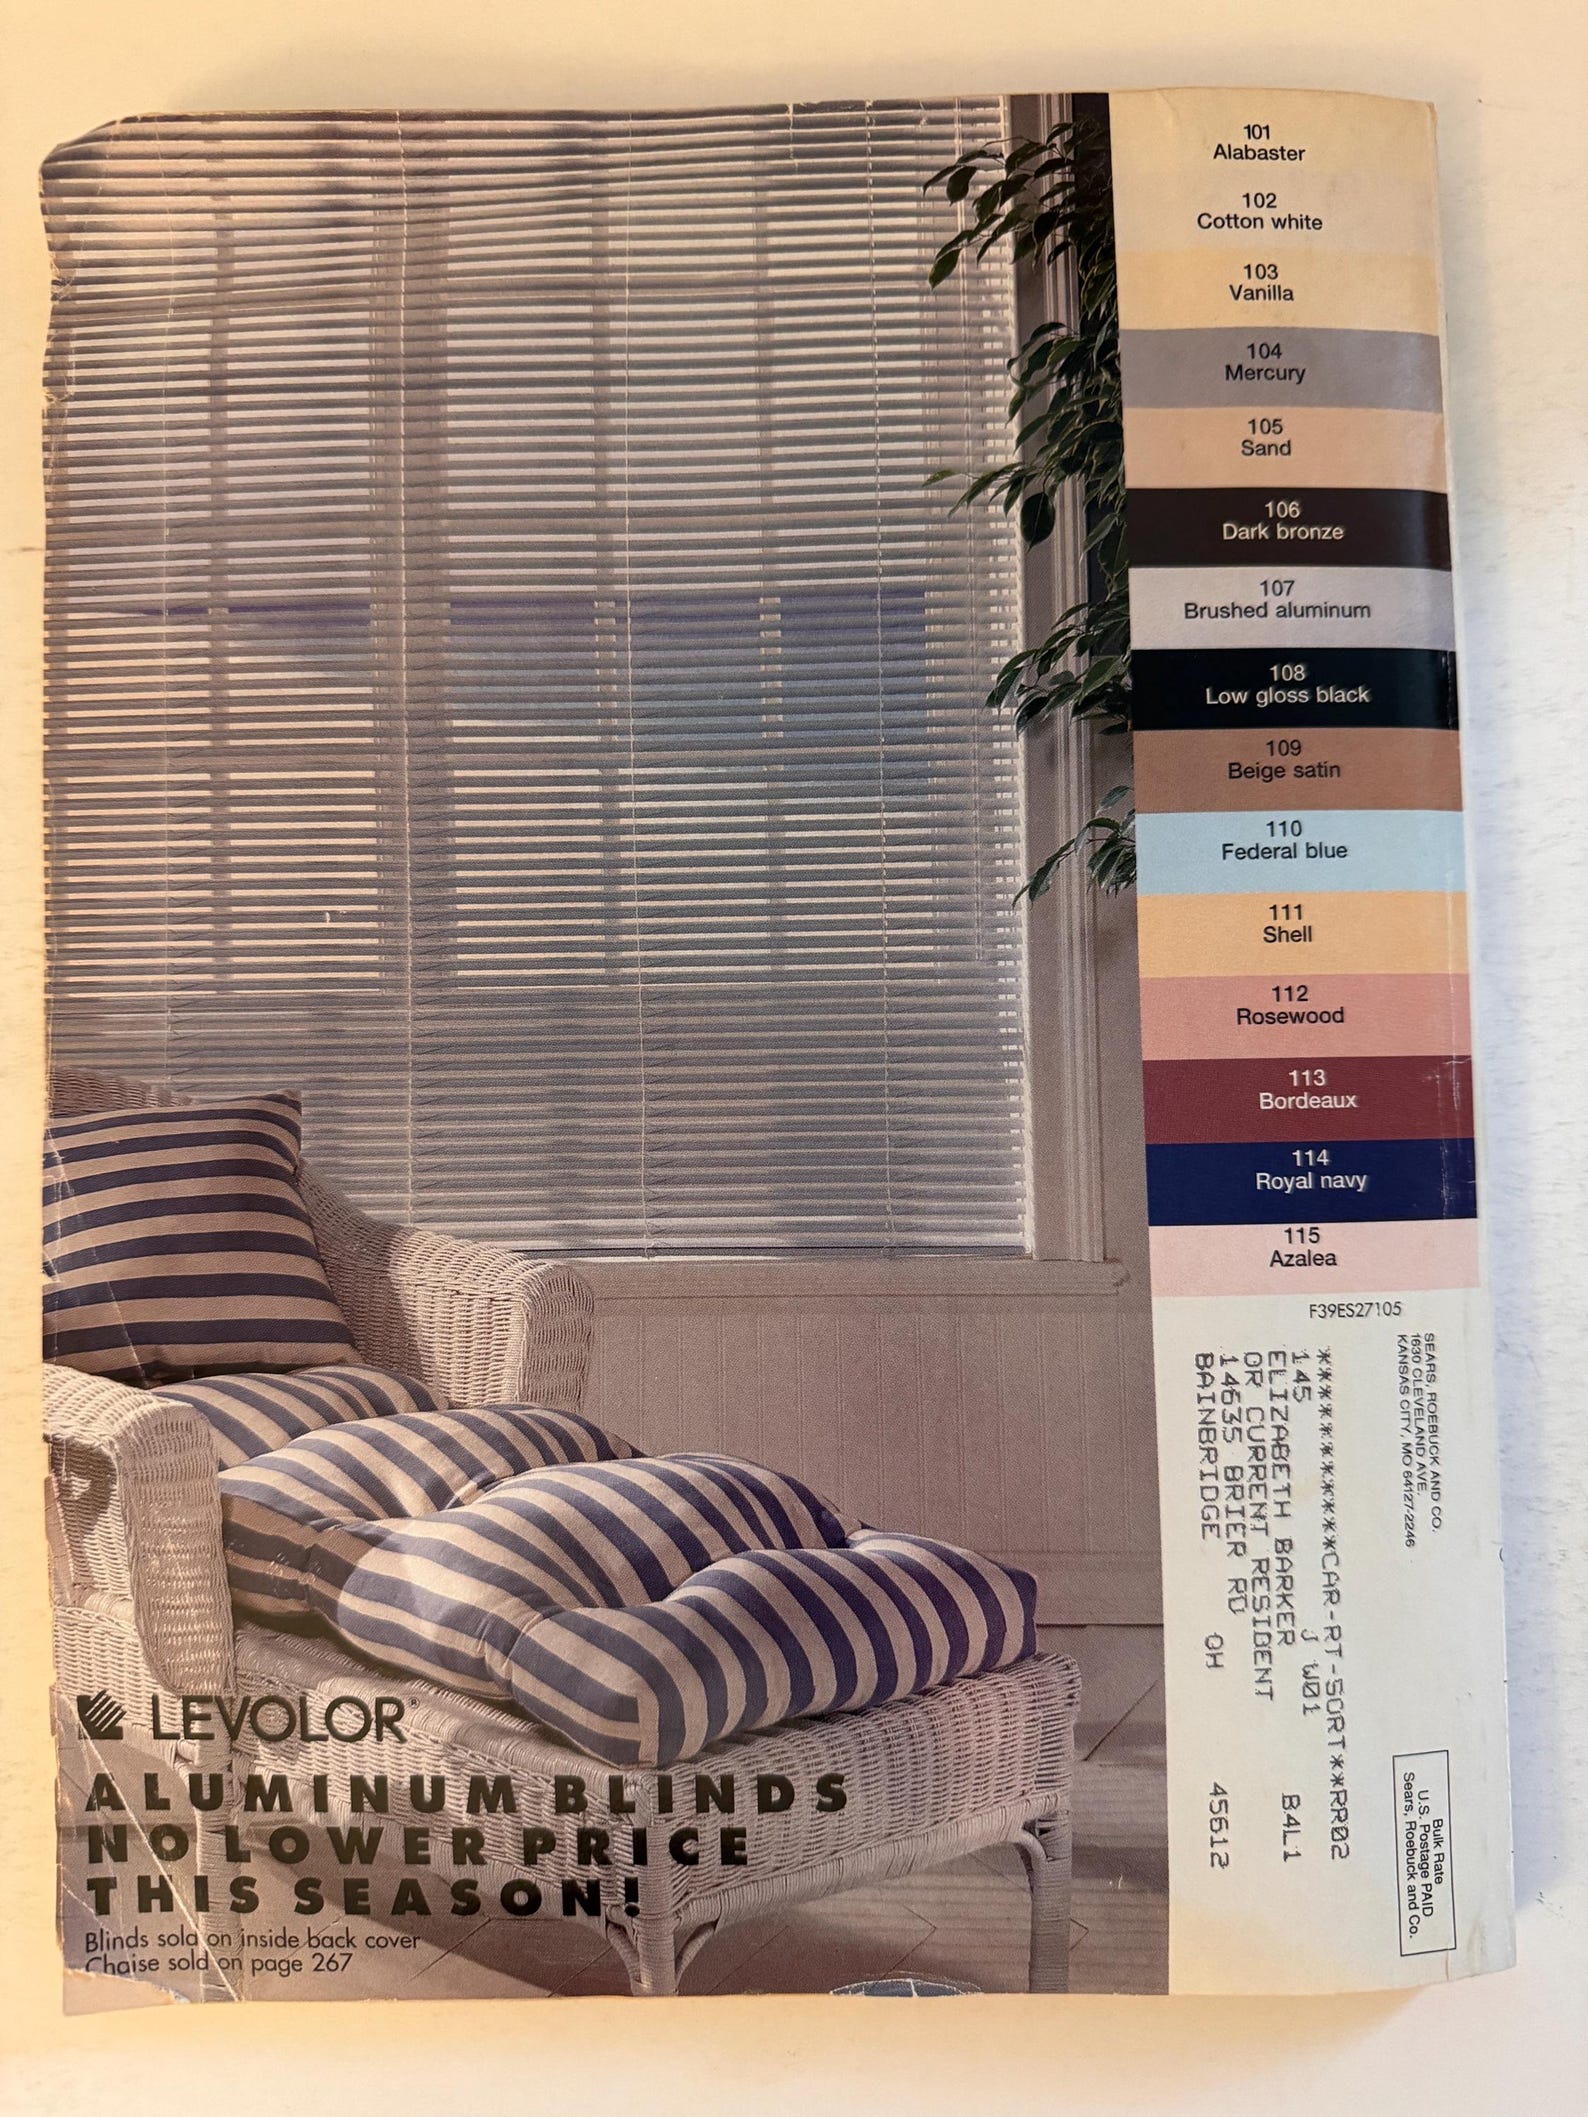 101
Alabaster
102
Cotton white
103
Vanilla
104
Mercury
105
Sand
106
Dark bronze
107
Brushed aluminum
108
Low gloss black
109
Beige satin
110
Federal blue
111
Shell
112
Rosewood
113
Bordeaux
114
Royal navy
115
Azalea
F39ES27105
SEARS, ROEBUCK AND CO.
1630 CLEVELAND AVE.
KANSAS CITY, MO 64127-2246
**************CAR-RT-SORT**RR02
145 J W01
ELIZABETH BARKER B4L1
OR CURRENT RESIDENT
14635 BRIER RD
BAINBRIDGE OH 45612
Bulk Rate
U.S. Postage PAID
Sears, Roebuck and Co.
LEVOLOR®
ALUMINUM BLINDS
NO LOWER PRICE
THIS SEASON!
Blinds sold on inside back cover
Chaise sold on page 267